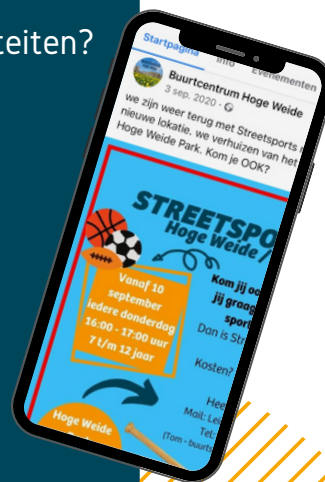 teiten?
Startpagina Info Evenementen
Buurtcentrum Hoge Weide
3 sep. 2020 ·
we zijn weer terug met Streetsports
nieuwe lokatie. we verhuizen van het
Hoge Weide Park. Kom je OOK?
STREETSPO
Hoge Weide /
Vanaf 10
september
iedere donderdag
16:00 - 17:00 uur
7 t/m 12 jaar
Kom jij oo
jij graag
spor
Dan is Str
Kosten?
Hee
Mail: Lei
Tel:
(Tom - buurts
Hoge Weide